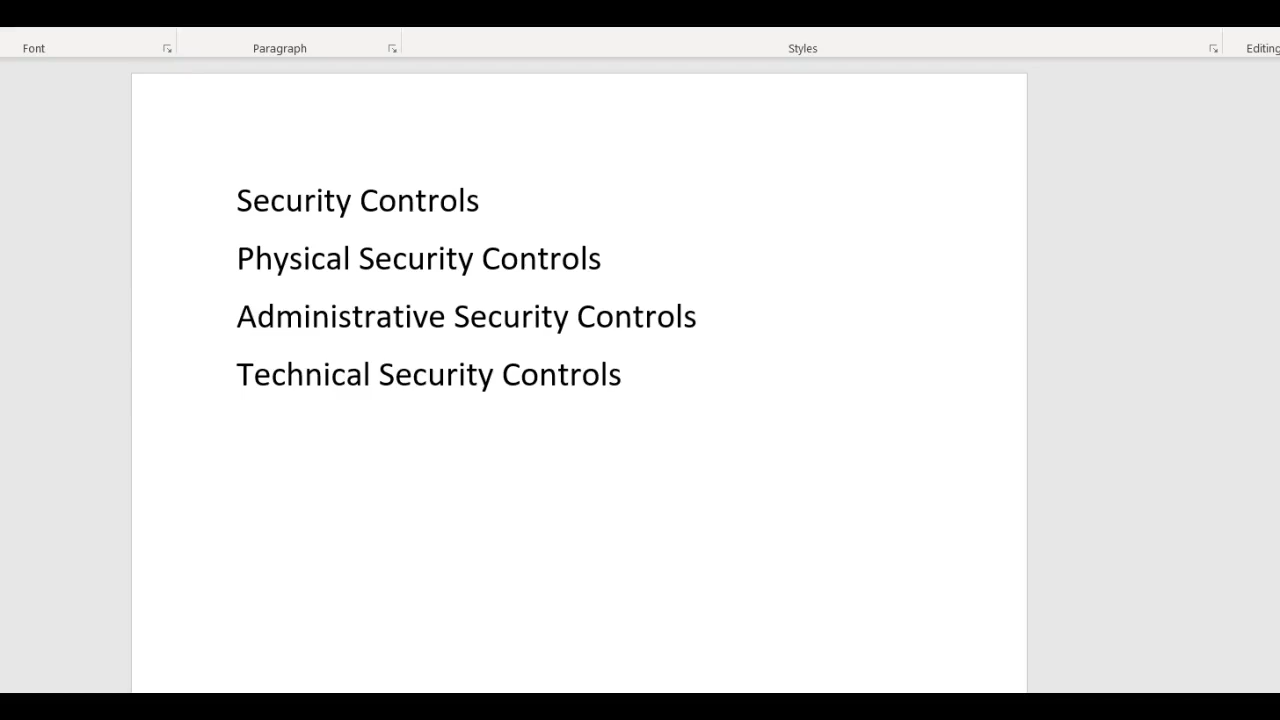 Font Paragraph Styles Editing
Security Controls
Physical Security Controls
Administrative Security Controls
Technical Security Controls